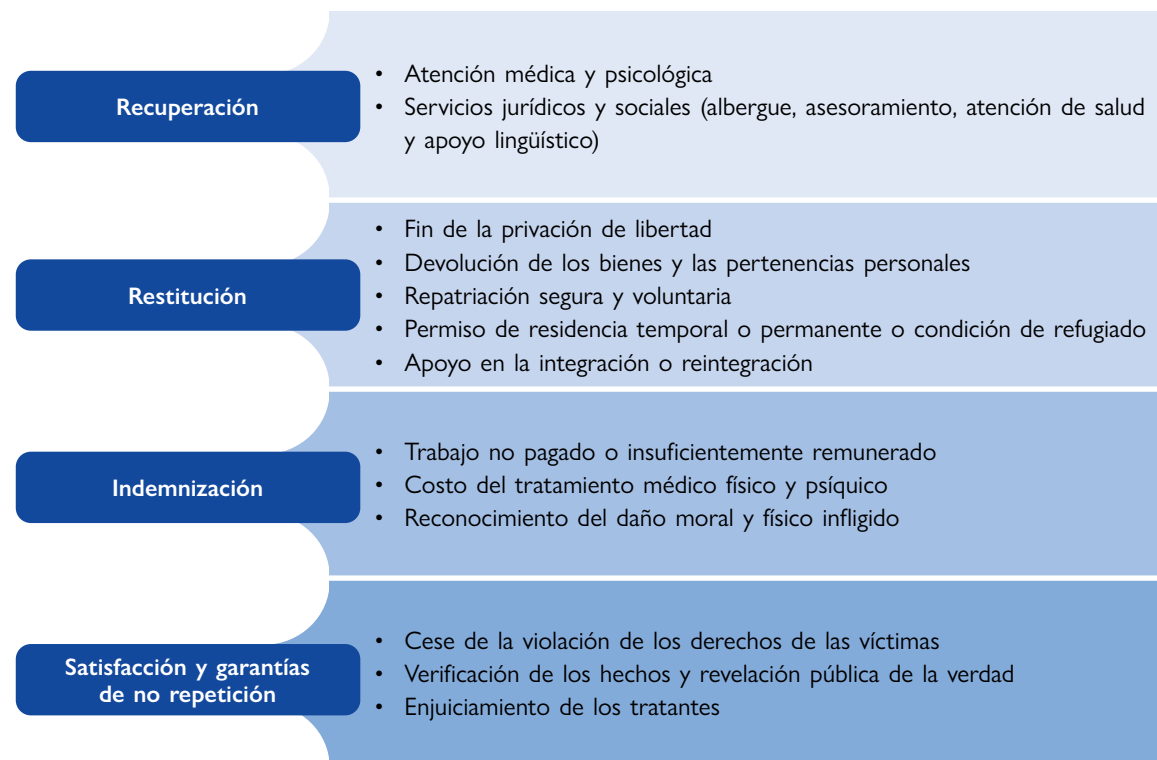 Recuperación
• Atención médica y psicológica
• Servicios jurídicos y sociales (albergue, asesoramiento, atención de salud
y apoyo lingüístico)
Restitución
• Fin de la privación de libertad
• Devolución de los bienes y las pertenencias personales
• Repatriación segura y voluntaria
• Permiso de residencia temporal o permanente o condición de refugiado
• Apoyo en la integración o reintegración
Indemnización
• Trabajo no pagado o insuficientemente remunerado
• Costo del tratamiento médico físico y psíquico
• Reconocimiento del daño moral y físico infligido
Satisfacción y garantías
de no repetición
• Cese de la violación de los derechos de las víctimas
• Verificación de los hechos y revelación pública de la verdad
• Enjuiciamiento de los tratantes